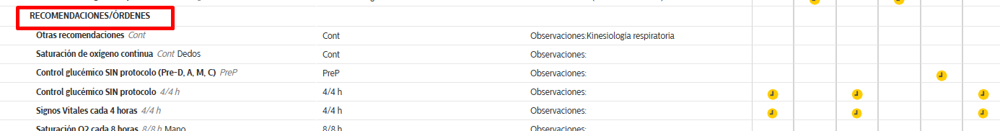 RECOMENDACIONES/ÓRDENES
Otras recomendaciones Cont Cont Observaciones:Kinesiología respiratoria
Saturación de oxígeno continua Cont Dedos Cont Observaciones:
Control glucémico SIN protocolo (Pre-D, A, M, C) PreP PreP Observaciones:
Control glucémico SIN protocolo 4/4 h 4/4 h Observaciones:
Signos Vitales cada 4 horas 4/4 h 4/4 h Observaciones:
Saturación O2 cada 8 horas 8/8 h Mano 8/8 h Observaciones: